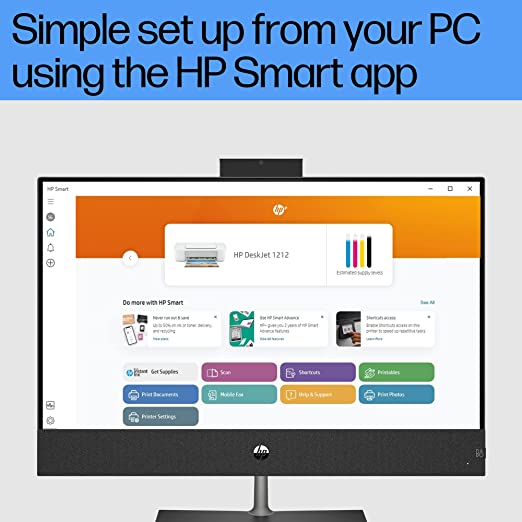 Simple set up from your PC
using the HP Smart app
HP Smart
hp
HP DeskJet 1212
Estimated supply levels
Do more with HP Smart
See All
Never run out & save
Up to 50% on ink or toner, delivery,
and recycling
View plans
Use HP Smart Advance
HP+ gives you 2 years of HP Smart
Advance features
View all features
Shortcuts access
Enable Shortcuts access on the
printer to speed up repetitive tasks
Learn More
Instant Ink
Get Supplies
Scan
Shortcuts
Printables
Print Documents
Mobile Fax
Help & Support
Print Photos
Printer Settings
hp